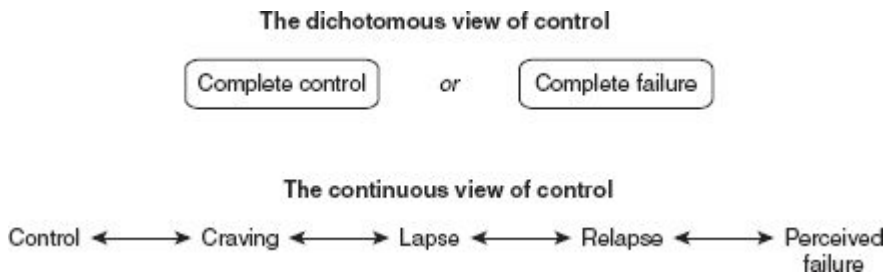 The dichotomous view of control
Complete control or Complete failure
The continuous view of control
Control Craving Lapse Relapse Perceived
failure